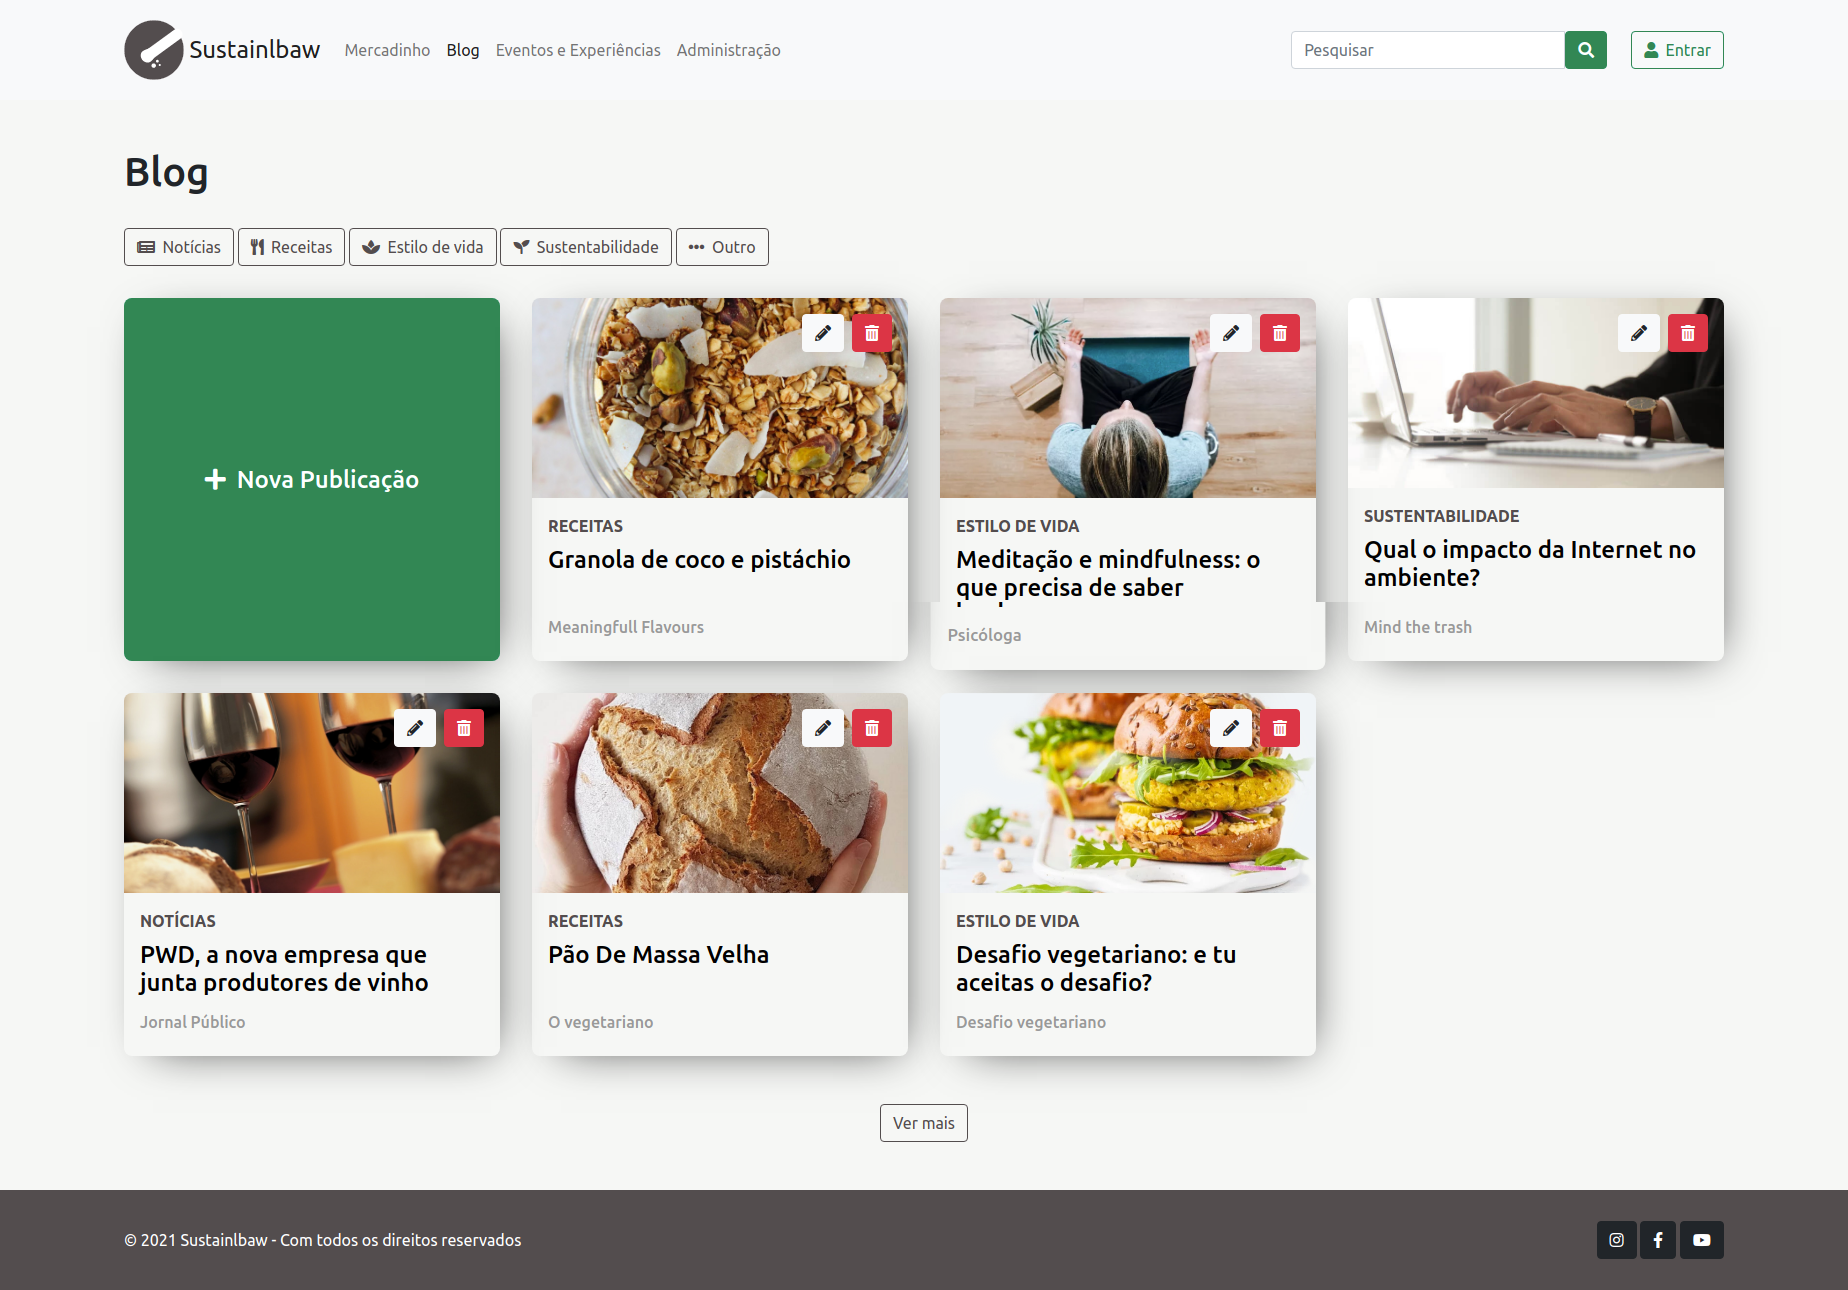 Sustainlbaw
Mercadinho
Blog
Eventos e Experiências
Administração
Pesquisar
Entrar
Blog
Notícias
Receitas
Estilo de vida
Sustentabilidade
Outro
Nova Publicação
RECEITAS
Granola de coco e pistáchio
Meaningfull Flavours
ESTILO DE VIDA
Meditação e mindfulness: o
que precisa de saber
Psicóloga
SUSTENTABILIDADE
Qual o impacto da Internet no
ambiente?
Mind the trash
NOTÍCIAS
PWD, a nova empresa que
junta produtores de vinho
Jornal Público
RECEITAS
Pão De Massa Velha
O vegetariano
ESTILO DE VIDA
Desafio vegetariano: e tu
aceitas o desafio?
Desafio vegetariano
Ver mais
© 2021 Sustainlbaw - Com todos os direitos reservados